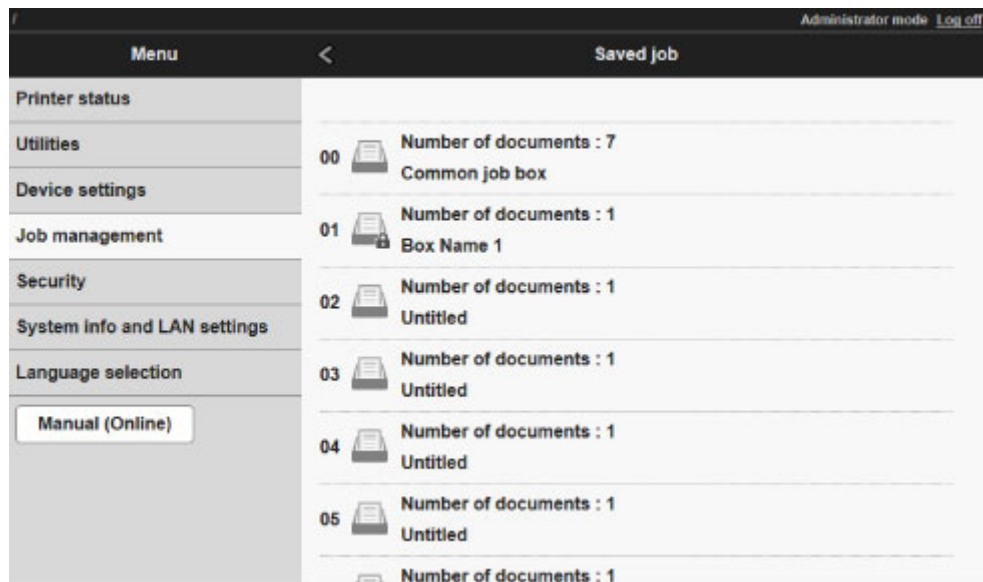 /
Administrator mode Log off
Menu
<
Saved job
Printer status
Utilities
Device settings
Job management
Security
System info and LAN settings
Language selection
Manual (Online)
00
Number of documents : 7
Common job box
01
Number of documents : 1
Box Name 1
02
Number of documents : 1
Untitled
03
Number of documents : 1
Untitled
04
Number of documents : 1
Untitled
05
Number of documents : 1
Untitled
Number of documents : 1